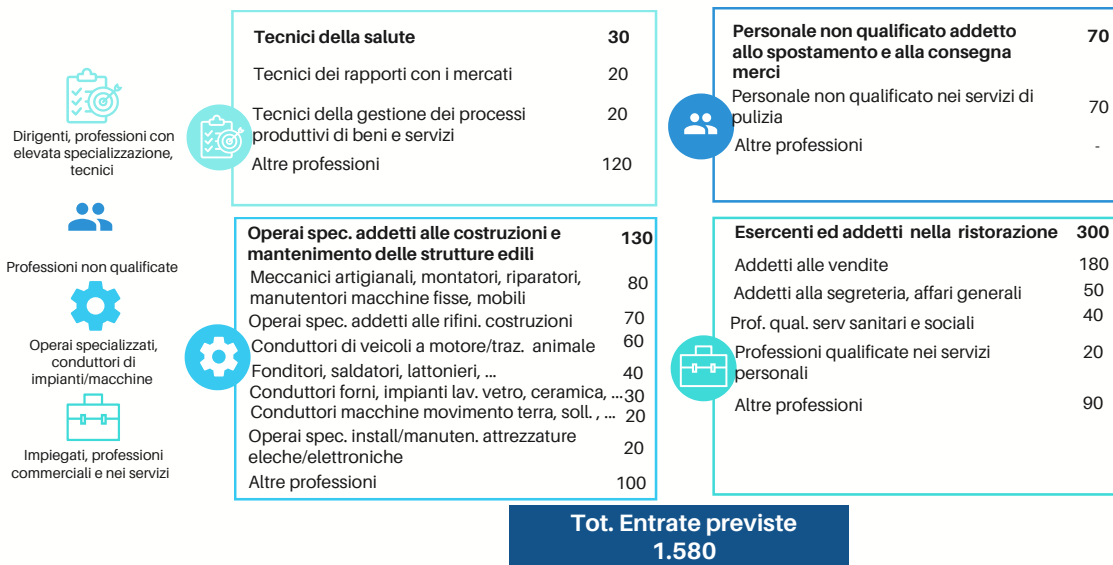 Dirigenti, professioni con
elevata specializzazione,
tecnici
Professioni non qualificate
Operai specializzati,
conduttori di
impianti/macchine
Impiegati, professioni
commerciali e nei servizi
Tecnici della salute 30
Tecnici dei rapporti con i mercati 20
Tecnici della gestione dei processi
produttivi di beni e servizi 20
Altre professioni 120
Personale non qualificato addetto
allo spostamento e alla consegna
merci 70
Personale non qualificato nei servizi di
pulizia 70
Altre professioni -
Operai spec. addetti alle costruzioni e
mantenimento delle strutture edili 130
Meccanici artigianali, montatori, riparatori,
manutentori macchine fisse, mobili 80
Operai spec. addetti alle rifini. costruzioni 70
Conduttori di veicoli a motore/traz. animale 60
Fonditori, saldatori, lattonieri, ... 40
Conduttori forni, impianti lav. vetro, ceramica, ... 30
Conduttori macchine movimento terra, soll. , ... 20
Operai spec. install/manuten. attrezzature
eleche/elettroniche 20
Altre professioni 100
Esercenti ed addetti nella ristorazione 300
Addetti alle vendite 180
Addetti alla segreteria, affari generali 50
Prof. qual. serv sanitari e sociali 40
Professioni qualificate nei servizi
personali 20
Altre professioni 90
Tot. Entrate previste
1.580